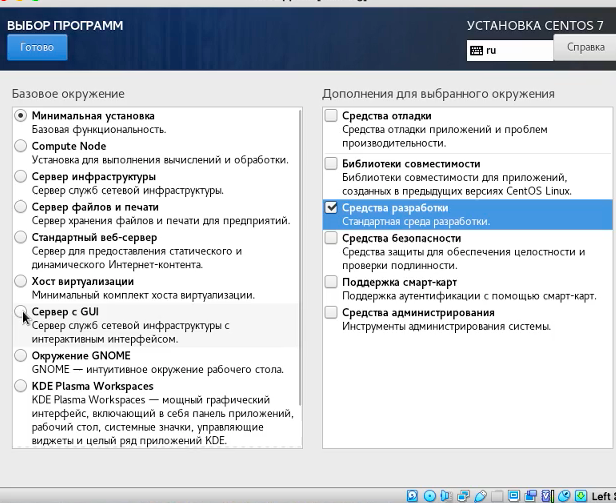 ВЫБОР ПРОГРАММ
УСТАНОВКА CENTOS 7
Готово
ru
Справка
Базовое окружение
Минимальная установка
Базовая функциональность.
Compute Node
Установка для выполнения вычислений и обработки.
Сервер инфраструктуры
Сервер служб сетевой инфраструктуры.
Сервер файлов и печати
Сервер хранения файлов и печати для предприятий.
Стандартный веб-сервер
Сервер для предоставления статического и
динамического Интернет-контента.
Хост виртуализации
Минимальный комплект хоста виртуализации.
Сервер с GUI
Сервер служб сетевой инфраструктуры с
интерактивным интерфейсом.
Окружение GNOME
GNOME — интуитивное окружение рабочего стола.
KDE Plasma Workspaces
KDE Plasma Workspaces — мощный графический
интерфейс, включающий в себя панель приложений,
рабочий стол, системные значки, управляющие
виджеты и целый ряд приложений KDE.
Дополнения для выбранного окружения
Средства отладки
Средства отладки приложений и проблем
производительности.
Библиотеки совместимости
Библиотеки совместимости для приложений,
созданных в предыдущих версиях CentOS Linux.
Средства разработки
Стандартная среда разработки.
Средства безопасности
Средства защиты для обеспечения целостности и
проверки подлинности.
Поддержка смарт-карт
Поддержка аутентификации с помощью смарт-карт.
Средства администрирования
Инструменты администрирования системы.
Left